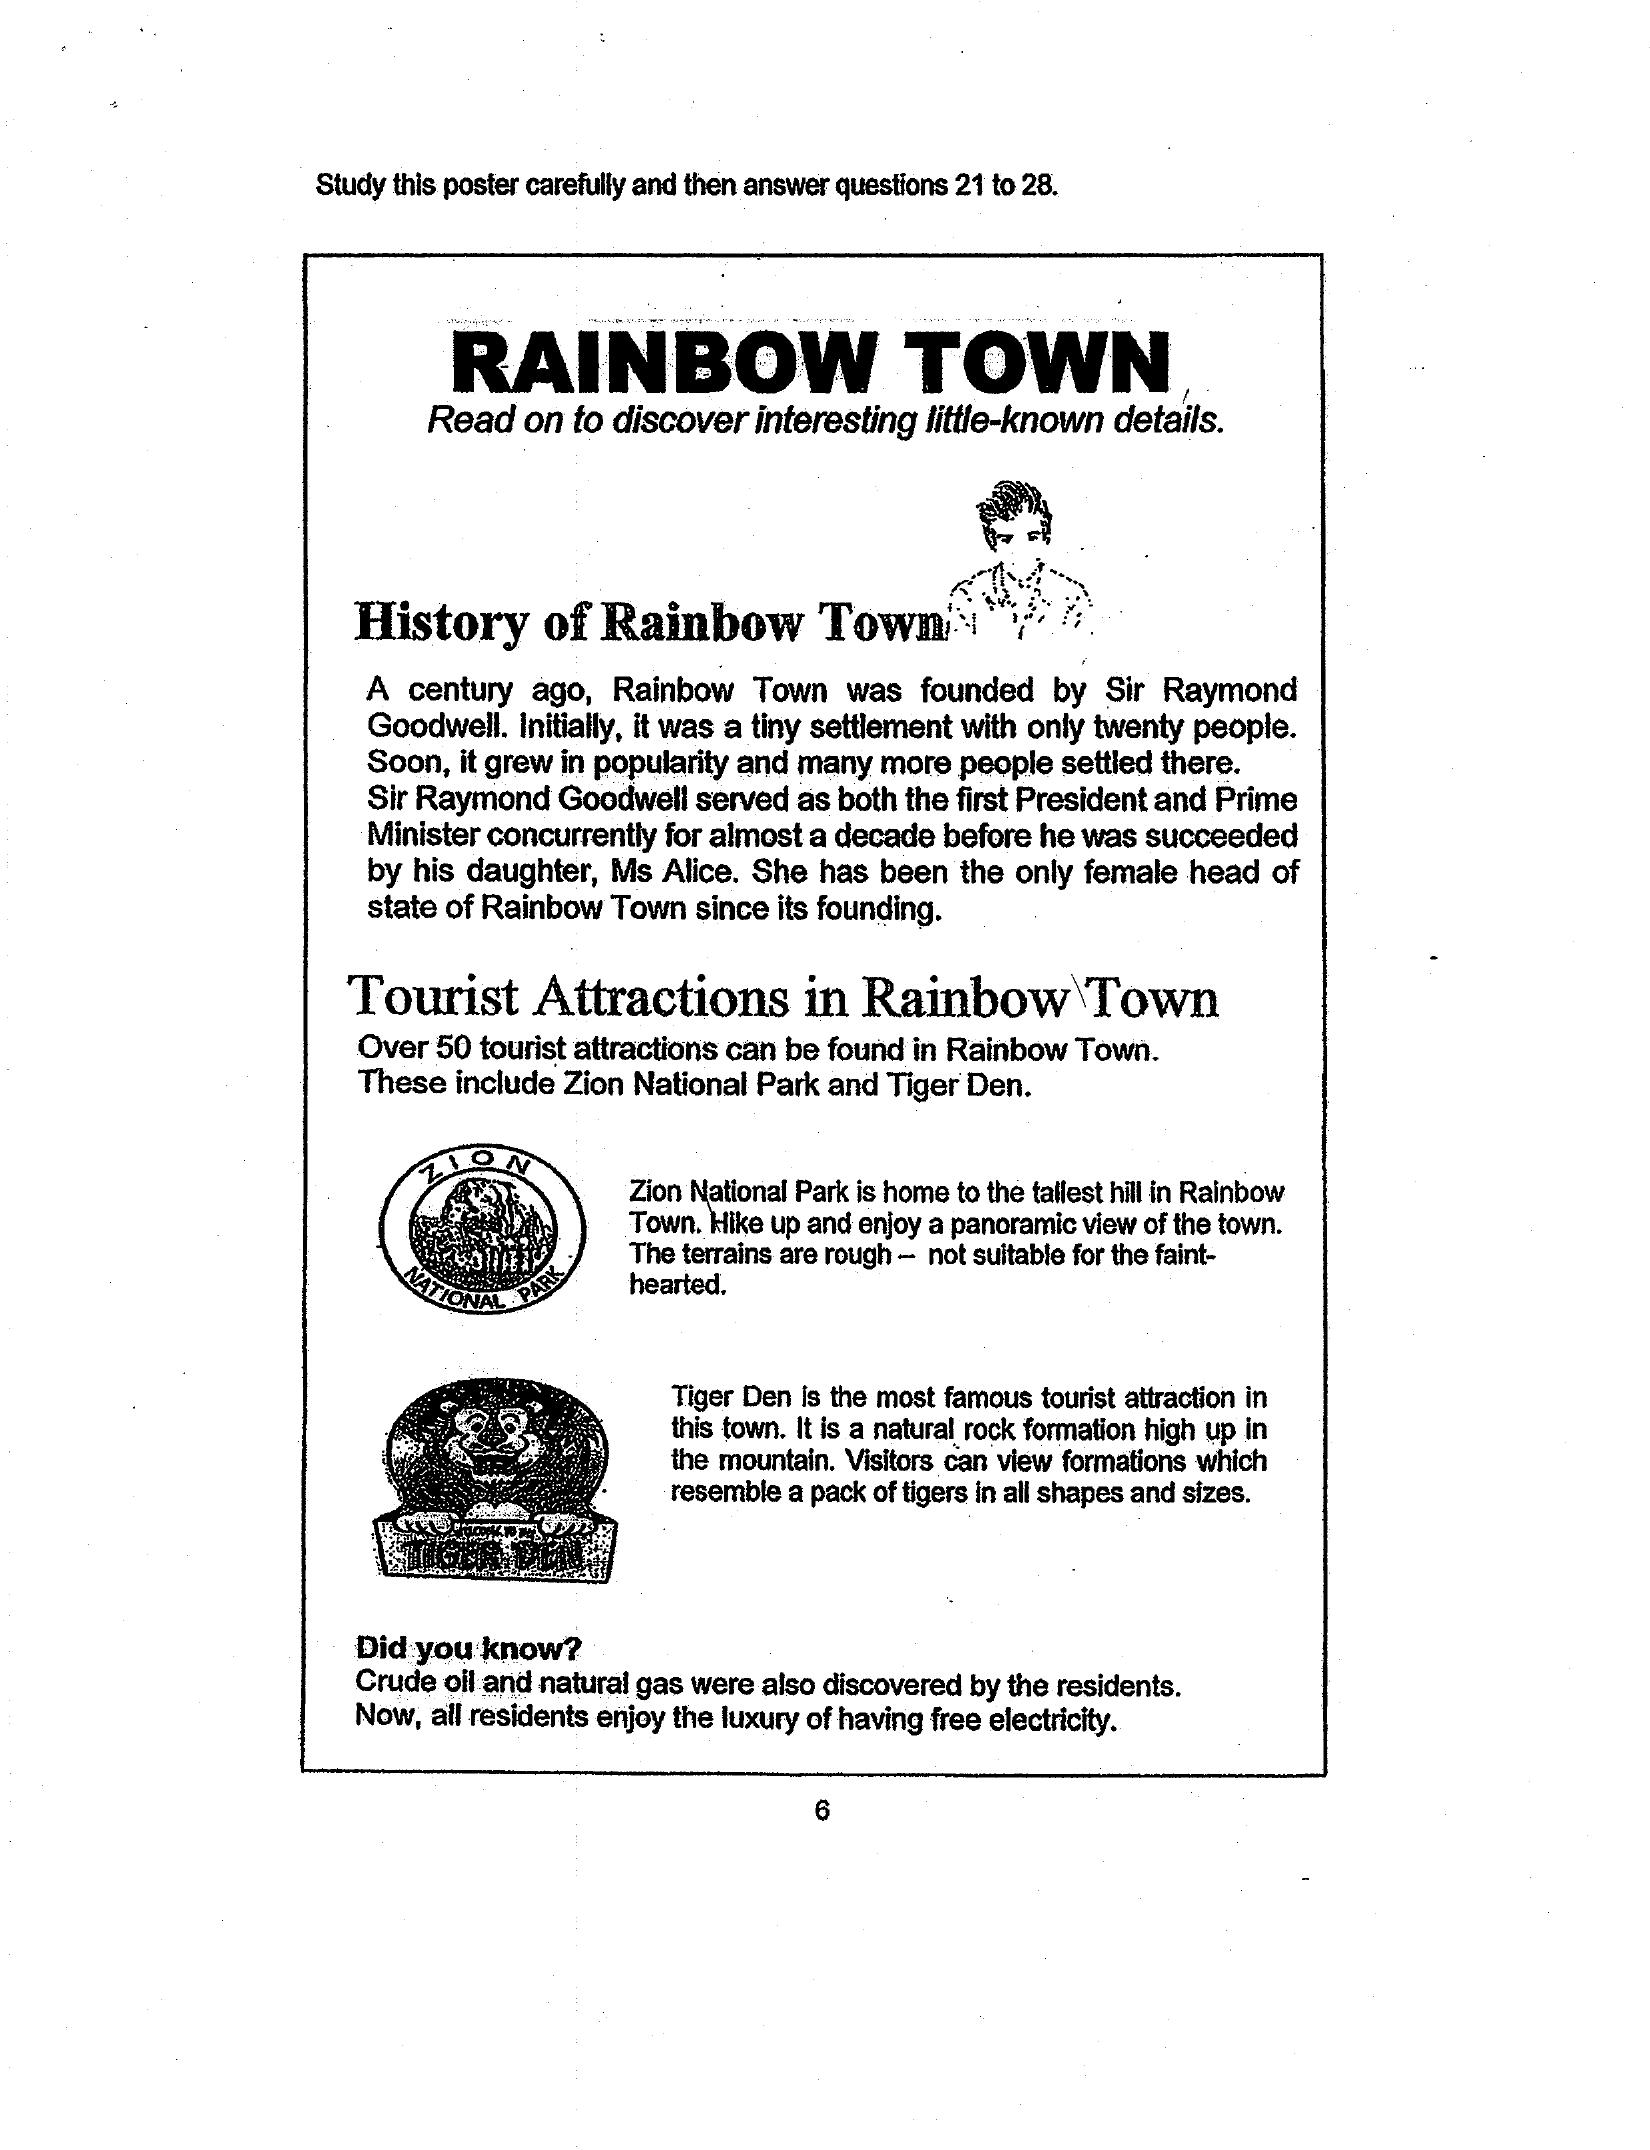 Study this poster carefully and then answer questions 21 to 28.
RAINBOW TOWN
Read on to discover interesting little-known details.
History of Rainbow Town
A century ago, Rainbow Town was founded by Sir Raymond
Goodwell. Initially, it was a tiny settlement with only twenty people.
Soon, it grew in popularity and many more people settled there.
Sir Raymond Goodwell served as both the first President and Prime
Minister concurrently for almost a decade before he was succeeded
by his daughter, Ms Alice. She has been the only female head of
state of Rainbow Town since its founding.
Tourist Attractions in Rainbow Town
Over 50 tourist attractions can be found in Rainbow Town.
These include Zion National Park and Tiger Den.
ZION
NATIONAL PARK
Zion National Park is home to the tallest hill in Rainbow
Town. Hike up and enjoy a panoramic view of the town.
The terrains are rough – not suitable for the faint-
hearted.
Tiger Den is the most famous tourist attraction in
this town. It is a natural rock formation high up in
the mountain. Visitors can view formations which
resemble a pack of tigers in all shapes and sizes.
TIGER DEN
Did you know?
Crude oil and natural gas were also discovered by the residents.
Now, all residents enjoy the luxury of having free electricity.
6